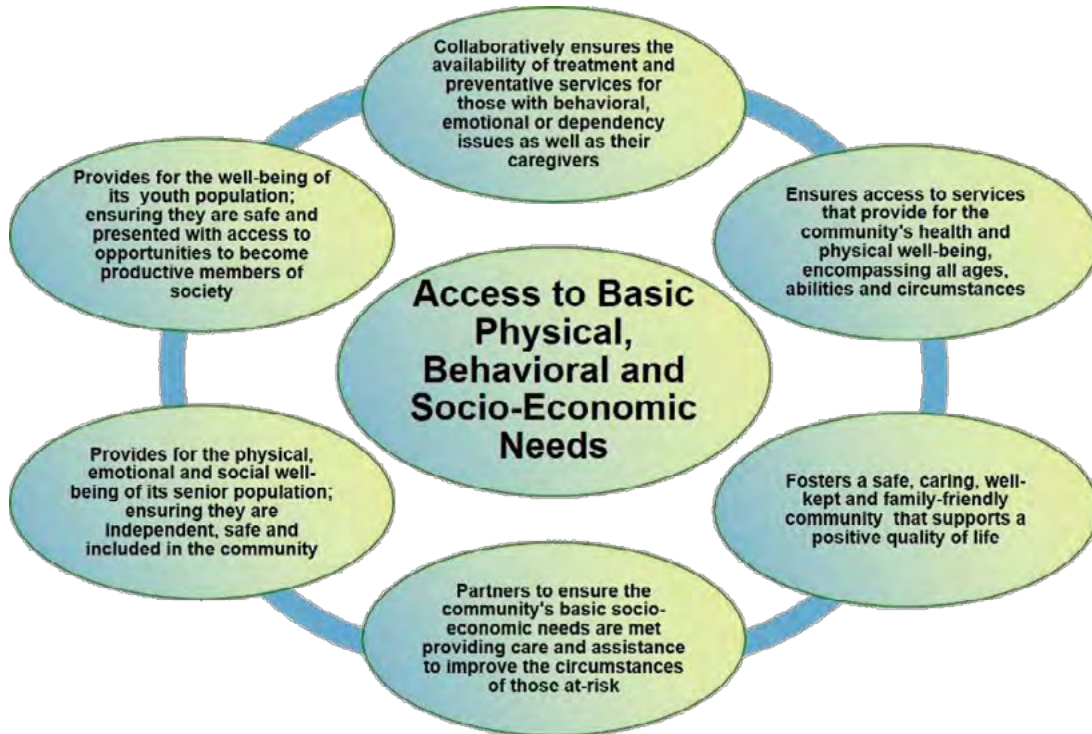 Collaboratively ensures the
availability of treatment and
preventative services for
those with behavioral,
emotional or dependency
issues as well as their
caregivers
Provides for the well-being of
its youth population;
ensuring they are safe and
presented with access to
opportunities to become
productive members of
society
Ensures access to services
that provide for the
community's health and
physical well-being,
encompassing all ages,
abilities and circumstances
Access to Basic
Physical,
Behavioral and
Socio-Economic
Needs
Provides for the physical,
emotional and social well-
being of its senior population;
ensuring they are
independent, safe and
included in the community
Fosters a safe, caring, well-
kept and family-friendly
community that supports a
positive quality of life
Partners to ensure the
community's basic socio-
economic needs are met
providing care and assistance
to improve the circumstances
of those at-risk